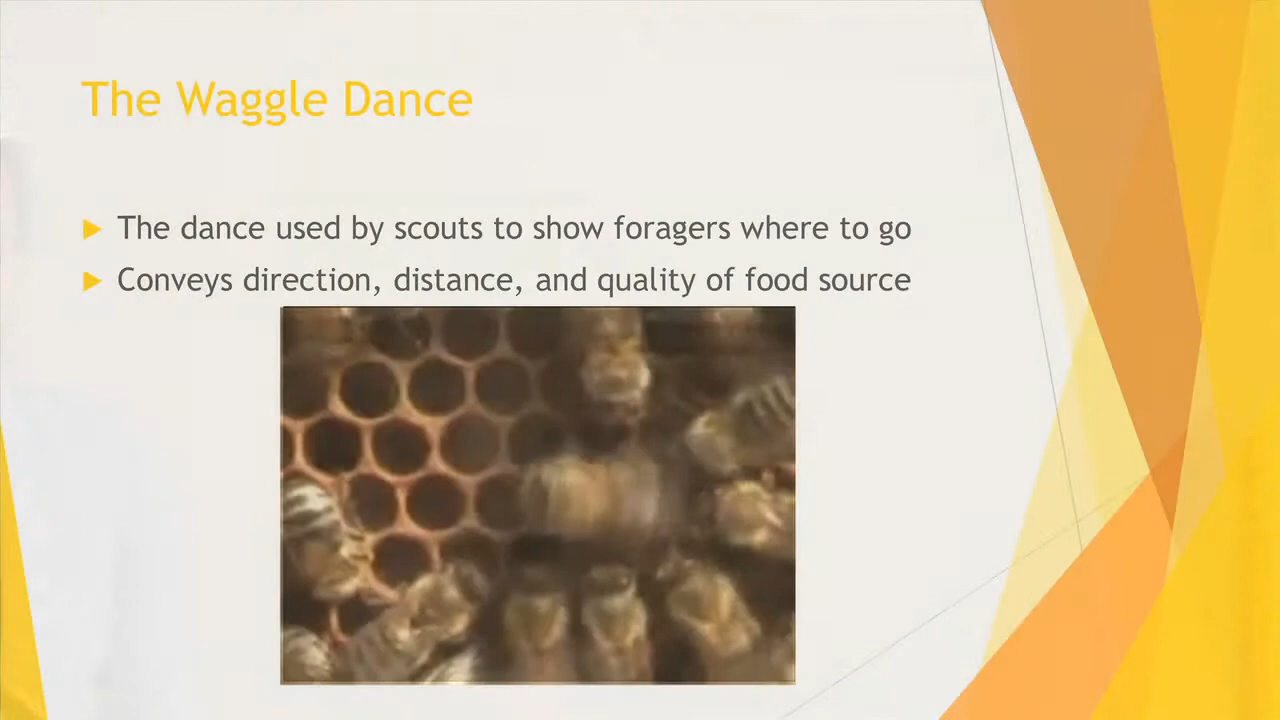 The Waggle Dance
The dance used by scouts to show foragers where to go
Conveys direction, distance, and quality of food source